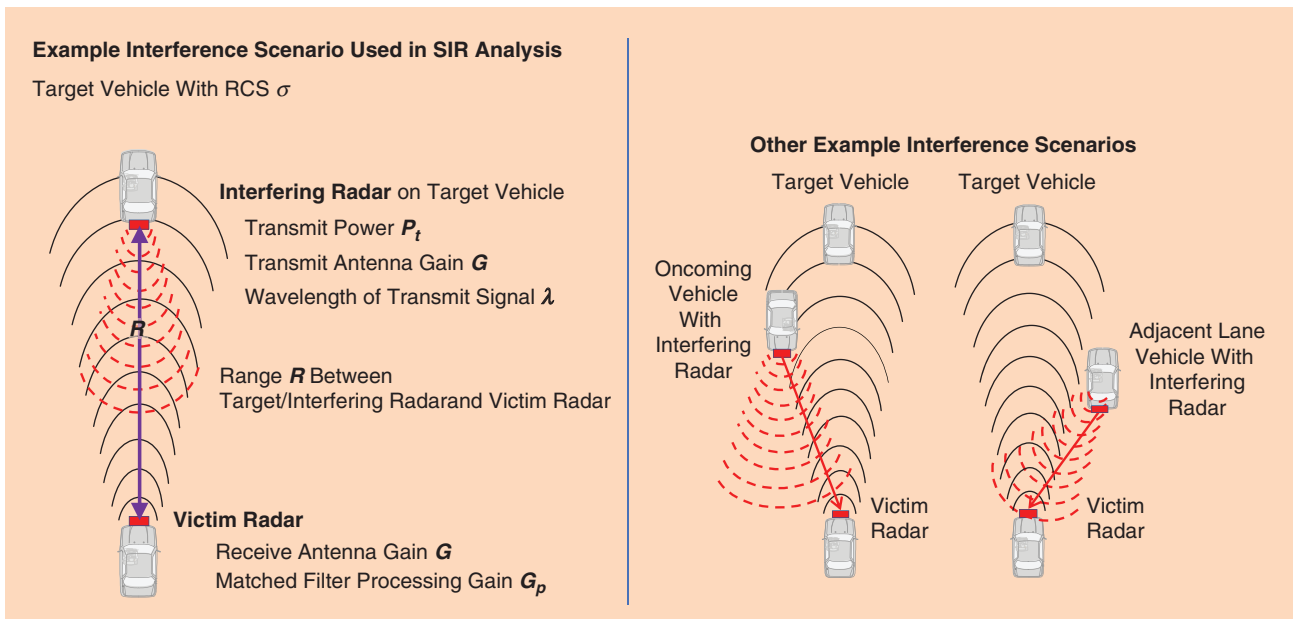 Example Interference Scenario Used in SIR Analysis
Target Vehicle With RCS σ
Interfering Radar on Target Vehicle
Transmit Power Pt
Transmit Antenna Gain G
Wavelength of Transmit Signal λ
R
Range R Between
Target/Interfering Radarand Victim Radar
Victim Radar
Receive Antenna Gain G
Matched Filter Processing Gain Gp
Other Example Interference Scenarios
Target Vehicle
Oncoming
Vehicle
With
Interfering
Radar
Victim
Radar
Target Vehicle
Adjacent Lane
Vehicle With
Interfering
Radar
Victim
Radar